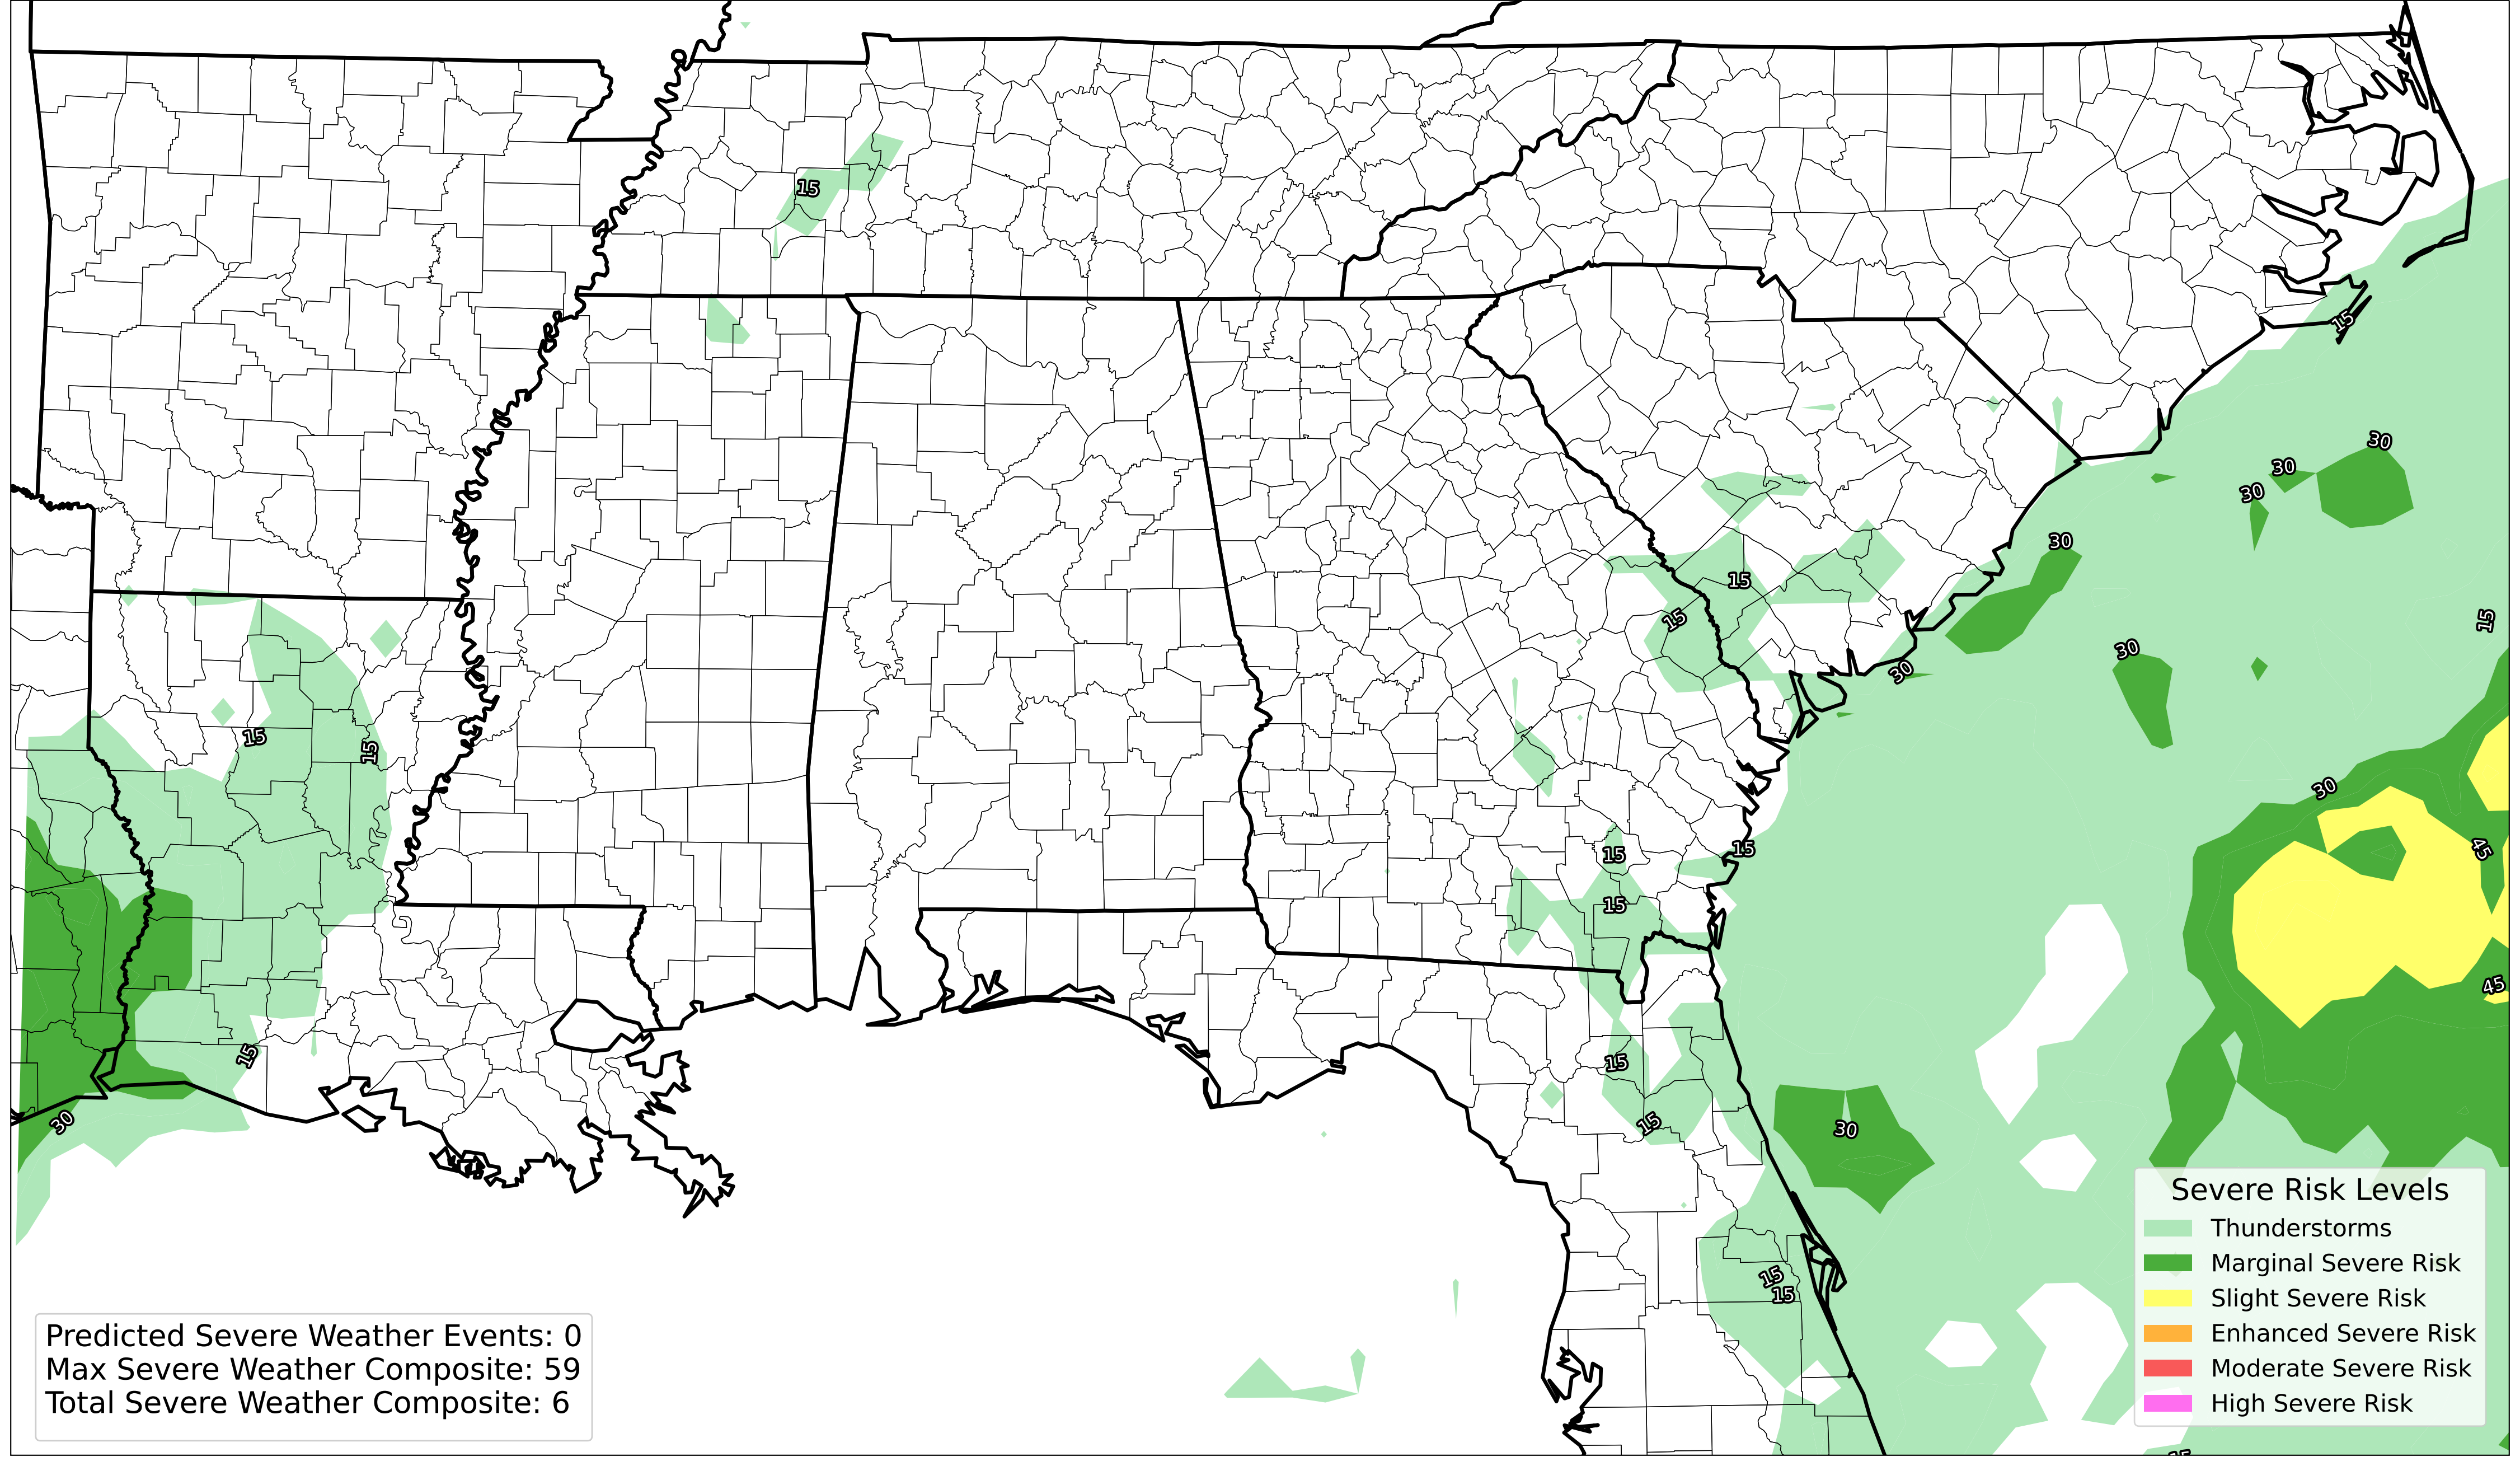 15
15
30
30
30
30
15
15
15
30
30
15
15
30
15
15
45
15
45
15
15
30
30
15
15
15
Severe Risk Levels
Thunderstorms
Marginal Severe Risk
Slight Severe Risk
Enhanced Severe Risk
Moderate Severe Risk
High Severe Risk
Predicted Severe Weather Events: 0
Max Severe Weather Composite: 59
Total Severe Weather Composite: 6